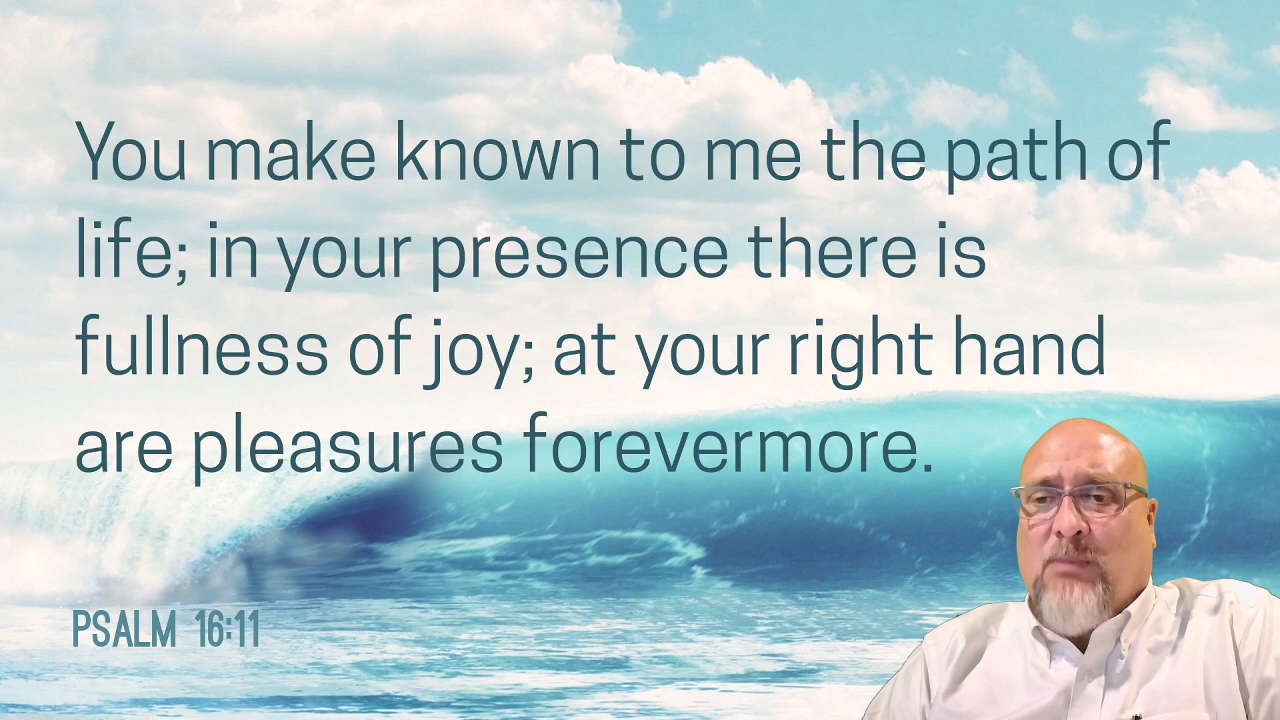 You make known to me the path of
life; in your presence there is
fullness of joy; at your right hand
are pleasures forevermore.
PSALM 16:11